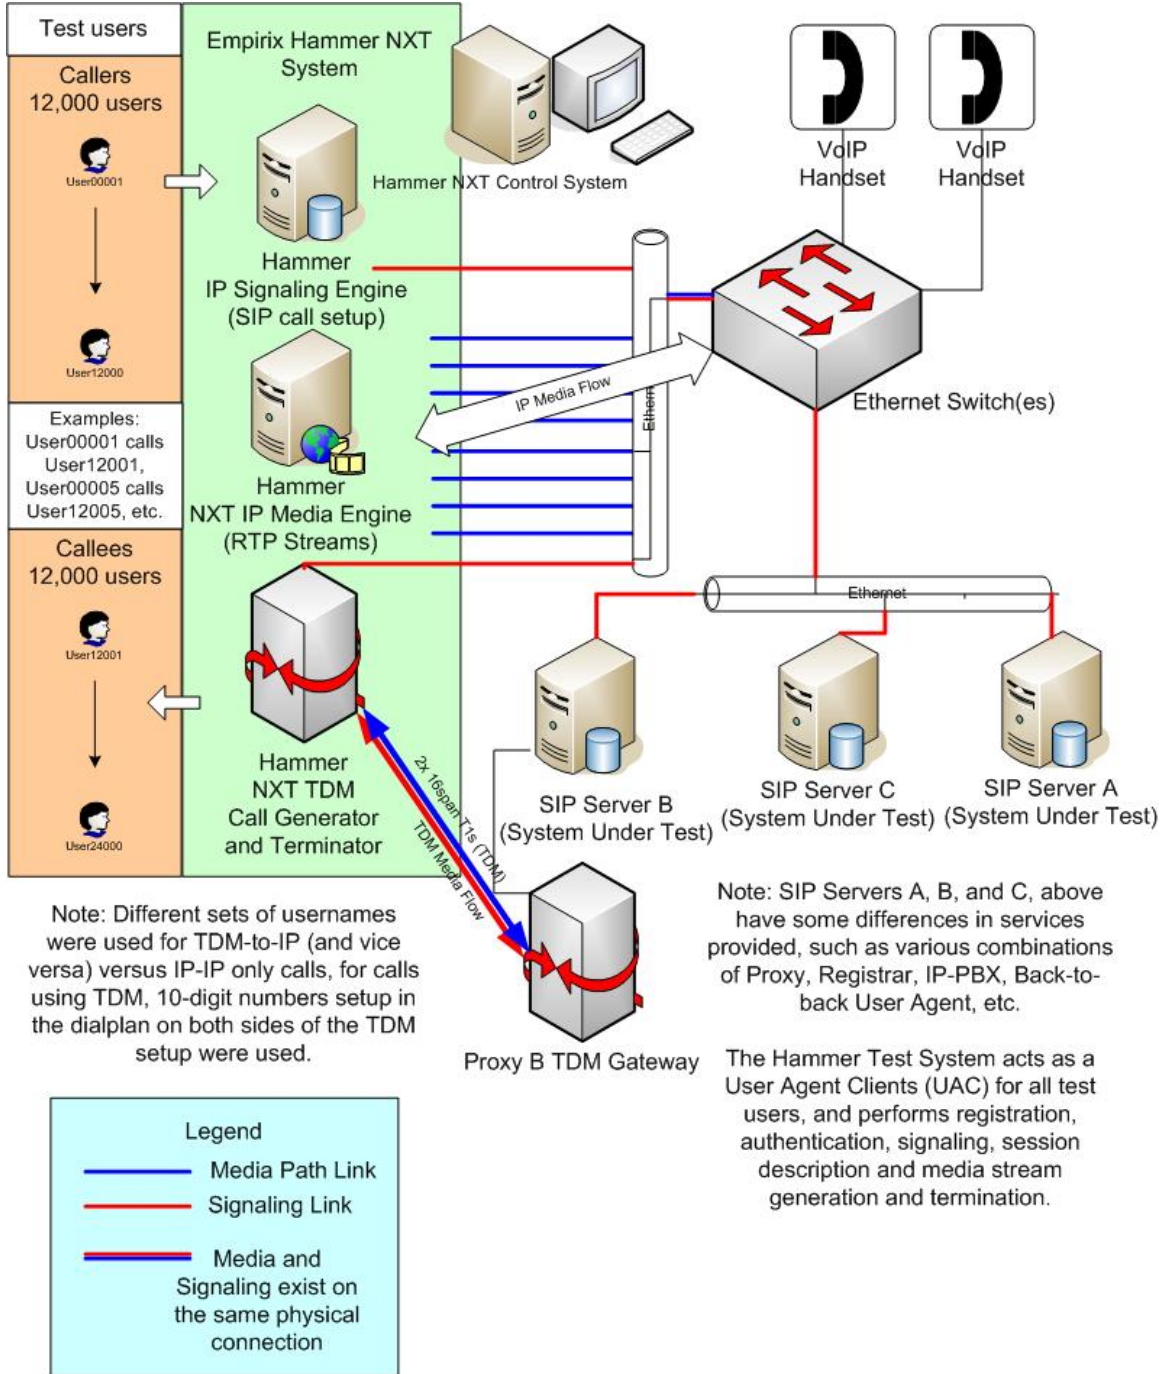 Test users
Callers
12,000 users
User00001
User12000
Examples:
User00001 calls
User12001,
User00005 calls
User12005, etc.
Callees
12,000 users
User12001
User24000
Empirix Hammer NXT
System
Hammer NXT Control System
Hammer
IP Signaling Engine
(SIP call setup)
Hammer
NXT IP Media Engine
(RTP Streams)
Hammer
NXT TDM
Call Generator
and Terminator
VoIP
Handset
VoIP
Handset
IP Media Flow
Ethernet Switch(es)
Ethernet
2x 16span T1s (TDM)
TDM Media Flow
SIP Server B
(System Under Test)
SIP Server C
(System Under Test)
SIP Server A
(System Under Test)
Proxy B TDM Gateway
Note: Different sets of usernames
were used for TDM-to-IP (and vice
versa) versus IP-IP only calls, for calls
using TDM, 10-digit numbers setup in
the dialplan on both sides of the TDM
setup were used.
Note: SIP Servers A, B, and C, above
have some differences in services
provided, such as various combinations
of Proxy, Registrar, IP-PBX, Back-to-
back User Agent, etc.
The Hammer Test System acts as a
User Agent Clients (UAC) for all test
users, and performs registration,
authentication, signaling, session
description and media stream
generation and termination.
Legend
Media Path Link
Signaling Link
Media and
Signaling exist on
the same physical
connection